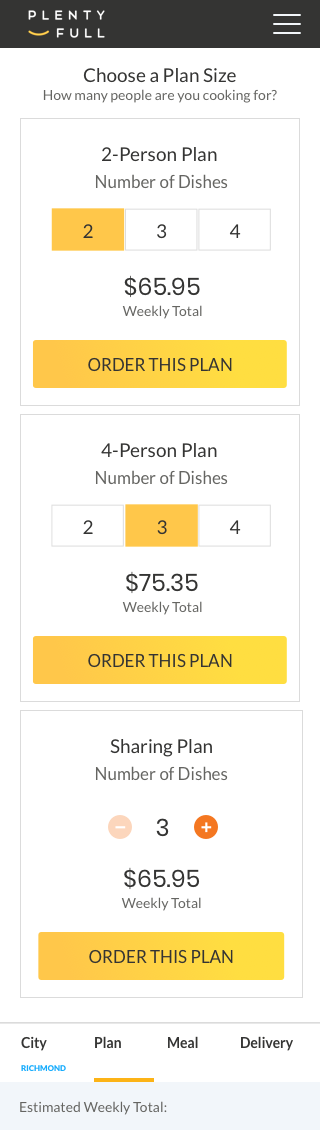 PLENTY
FULL
Choose a Plan Size
How many people are you cooking for?
2-Person Plan
Number of Dishes
2 3 4
$65.95
Weekly Total
ORDER THIS PLAN
4-Person Plan
Number of Dishes
2 3 4
$75.35
Weekly Total
ORDER THIS PLAN
Sharing Plan
Number of Dishes
− 3 +
$65.95
Weekly Total
ORDER THIS PLAN
City Plan Meal Delivery
RICHMOND
Estimated Weekly Total: